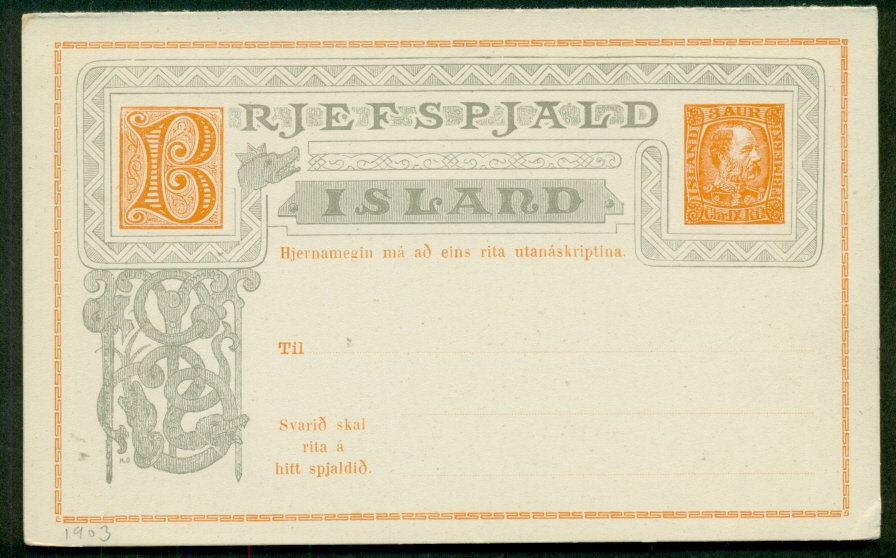 BRJEFSPJALD
ISLAND
3 AUR
ISLAND
Chr.IX.R.D.
Hjernamegin má að eins rita utanáskriptina.
Til
Svarið skal
rita á
hitt spjaldið.
1903